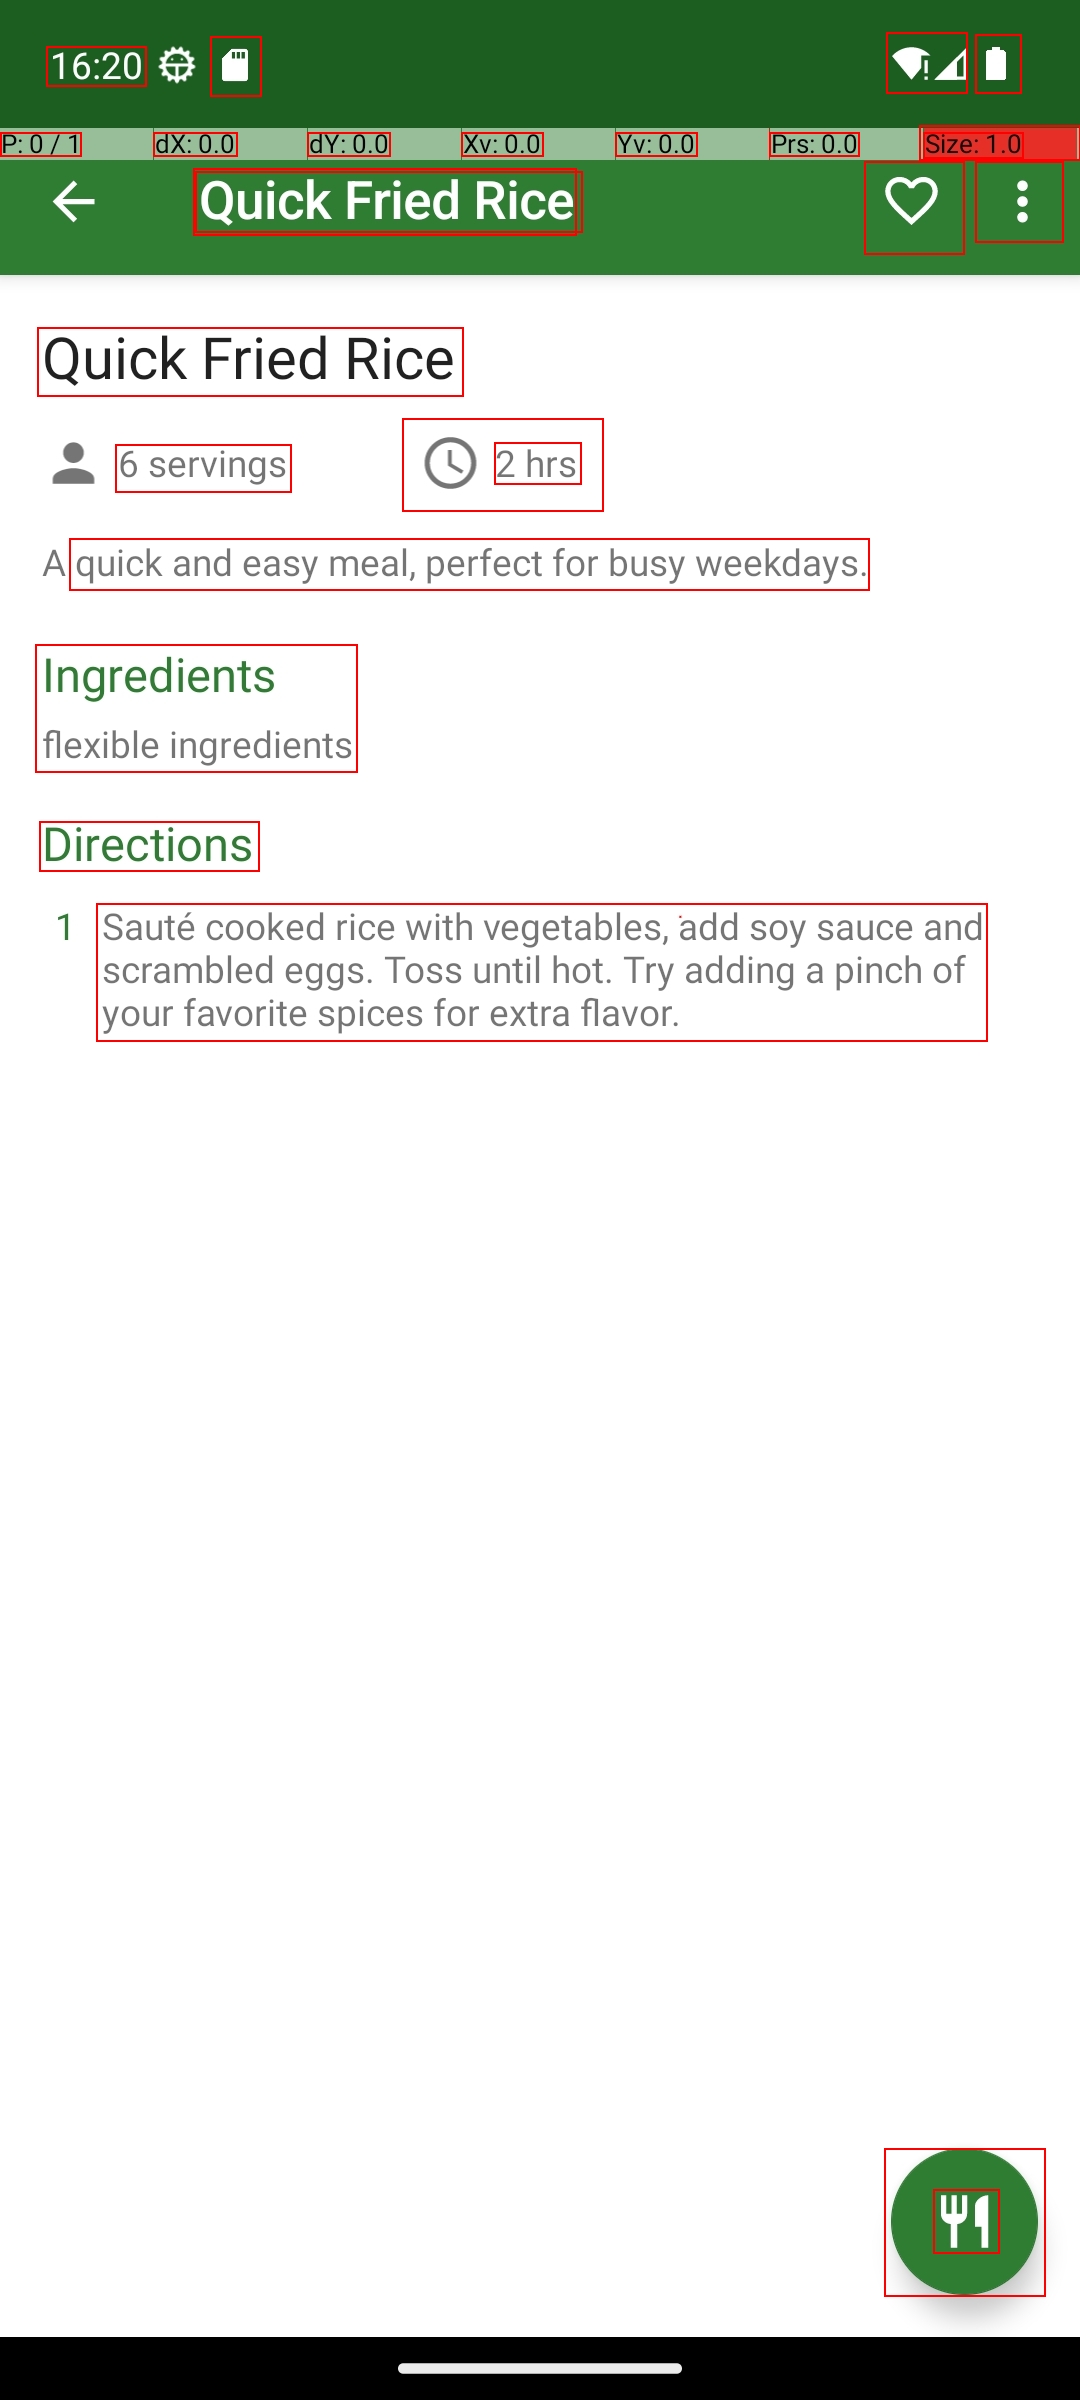 16:20
P: 0 / 1 dX: 0.0 dY: 0.0 Xv: 0.0 Yv: 0.0 Prs: 0.0 Size: 1.0
Quick Fried Rice
Quick Fried Rice
6 servings 2 hrs
A quick and easy meal, perfect for busy weekdays.
Ingredients
flexible ingredients
Directions
1 Sauté cooked rice with vegetables, add soy sauce and
scrambled eggs. Toss until hot. Try adding a pinch of
your favorite spices for extra flavor.